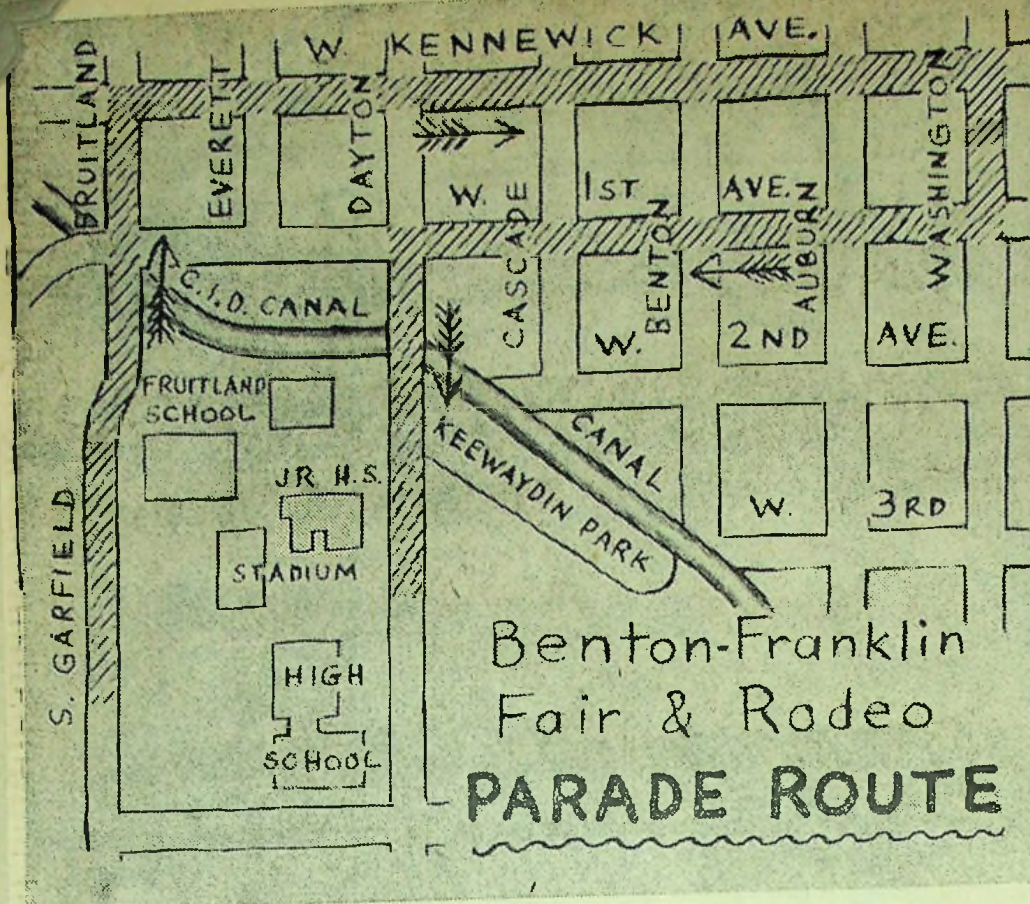 W. KENNEWICK AVE.
FRUITLAND
EVERETT
DAYTON
CASCADE
BENTON
AUBURN
WASHINGTON
W. 1ST AVE.
C.I.D. CANAL
W. 2ND AVE.
FRUITLAND
SCHOOL
CANAL
KEEWAYDIN PARK
JR H.S.
W. 3RD
STADIUM
S. GARFIELD
HIGH
SCHOOL
Benton-Franklin
Fair & Rodeo
PARADE ROUTE